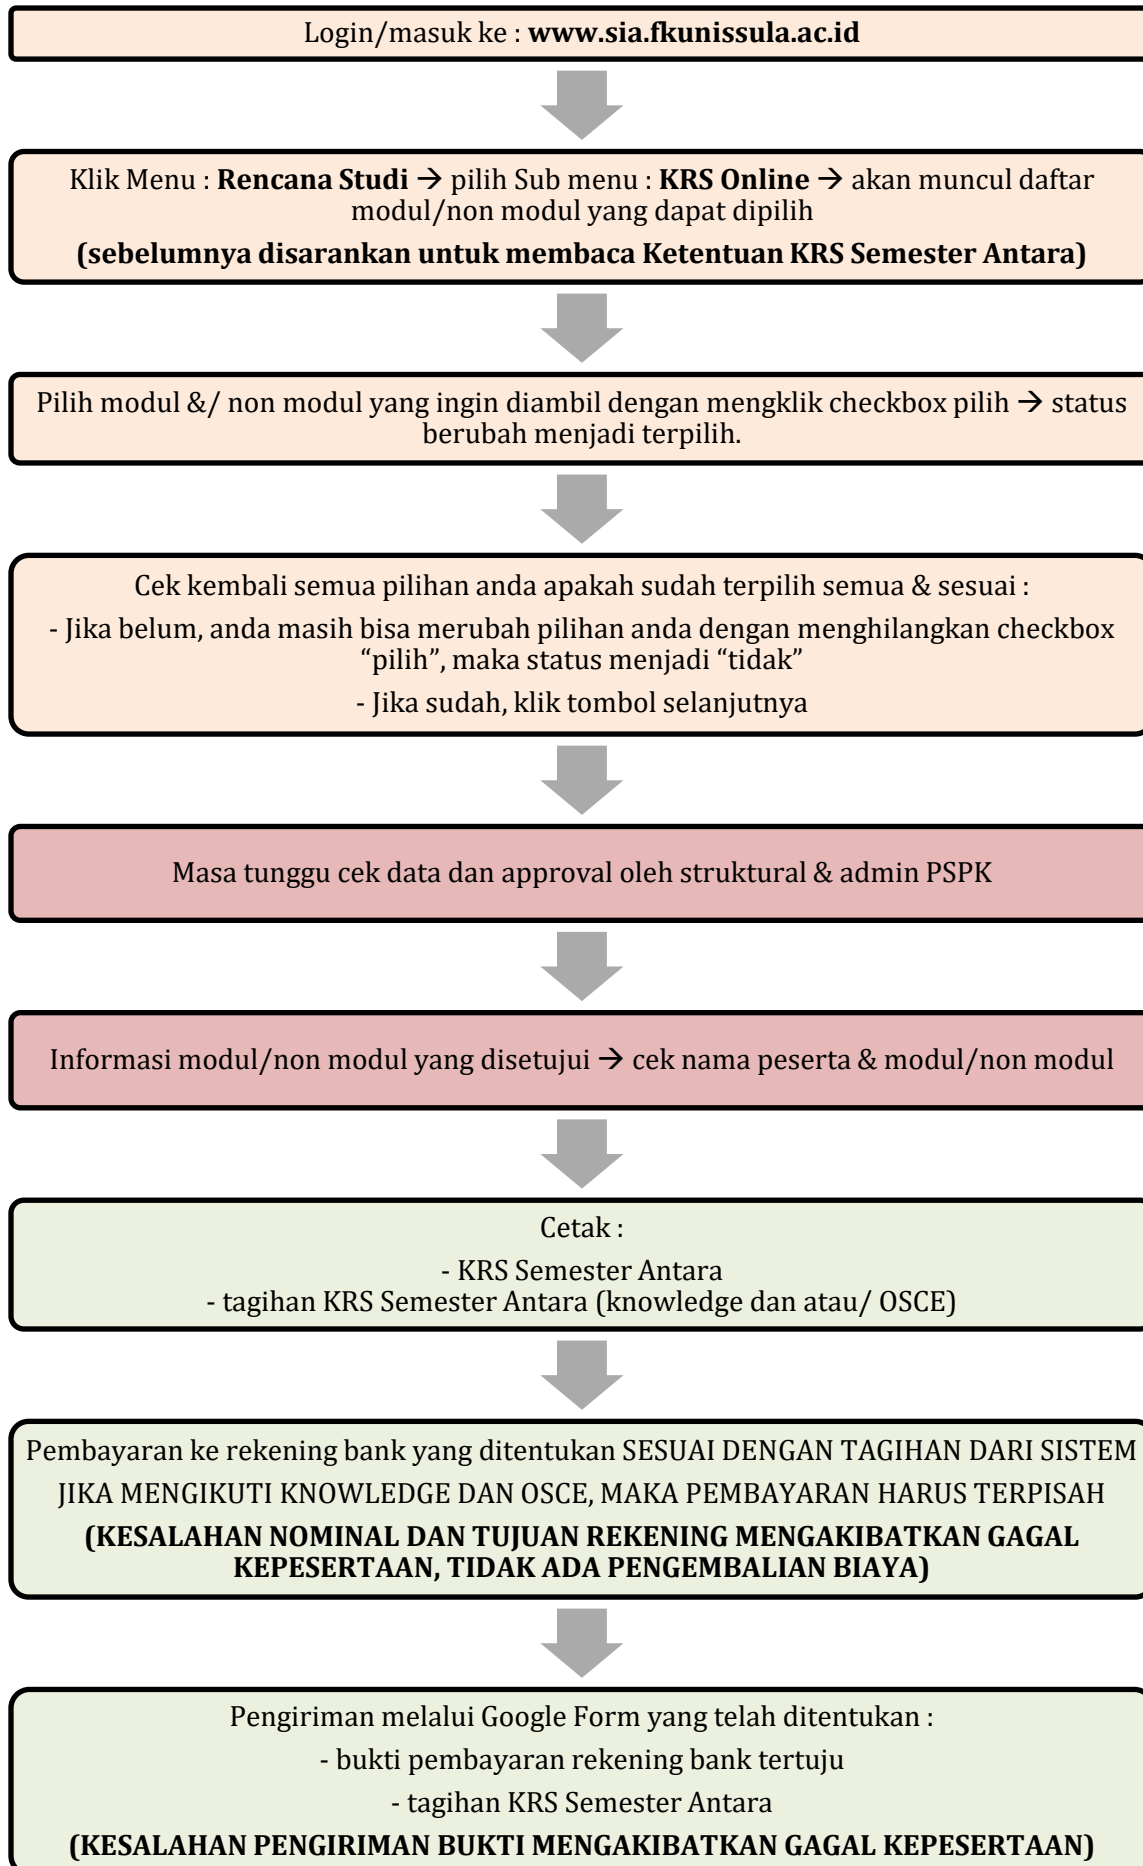 Login/masuk ke : www.sia.fkunissula.ac.id
Klik Menu : Rencana Studi → pilih Sub menu : KRS Online → akan muncul daftar
modul/non modul yang dapat dipilih
(sebelumnya disarankan untuk membaca Ketentuan KRS Semester Antara)
Pilih modul &/ non modul yang ingin diambil dengan mengklik checkbox pilih → status
berubah menjadi terpilih.
Cek kembali semua pilihan anda apakah sudah terpilih semua & sesuai :
- Jika belum, anda masih bisa merubah pilihan anda dengan menghilangkan checkbox
“pilih”, maka status menjadi “tidak”
- Jika sudah, klik tombol selanjutnya
Masa tunggu cek data dan approval oleh struktural & admin PSPK
Informasi modul/non modul yang disetujui → cek nama peserta & modul/non modul
Cetak :
- KRS Semester Antara
- tagihan KRS Semester Antara (knowledge dan atau/ OSCE)
Pembayaran ke rekening bank yang ditentukan SESUAI DENGAN TAGIHAN DARI SISTEM
JIKA MENGIKUTI KNOWLEDGE DAN OSCE, MAKA PEMBAYARAN HARUS TERPISAH
(KESALAHAN NOMINAL DAN TUJUAN REKENING MENGAKIBATKAN GAGAL
KEPESERTAAN, TIDAK ADA PENGEMBALIAN BIAYA)
Pengiriman melalui Google Form yang telah ditentukan :
- bukti pembayaran rekening bank tertuju
- tagihan KRS Semester Antara
(KESALAHAN PENGIRIMAN BUKTI MENGAKIBATKAN GAGAL KEPESERTAAN)